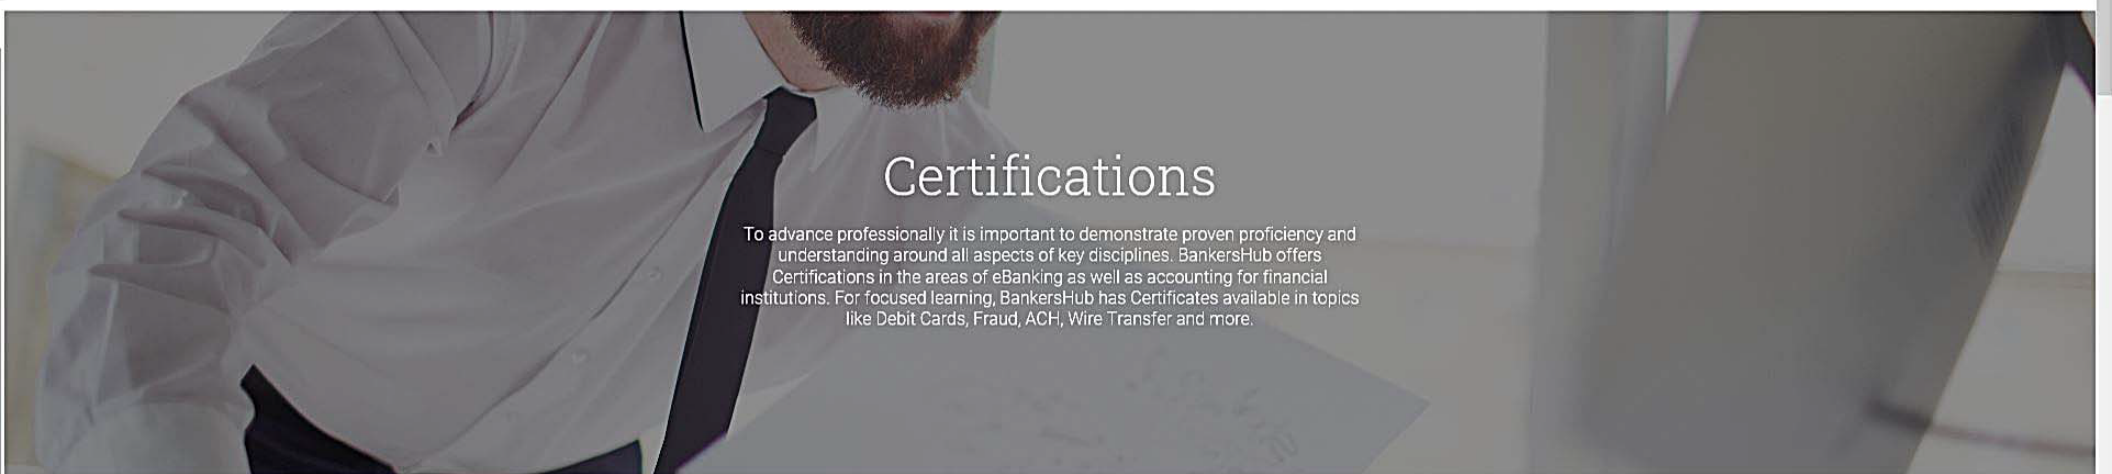 Certifications
To advance professionally it is important to demonstrate proven proficiency and
understanding around all aspects of key disciplines. BankersHub offers
Certifications in the areas of eBanking as well as accounting for financial
institutions. For focused learning, BankersHub has Certificates available in topics
like Debit Cards, Fraud, ACH, Wire Transfer and more.